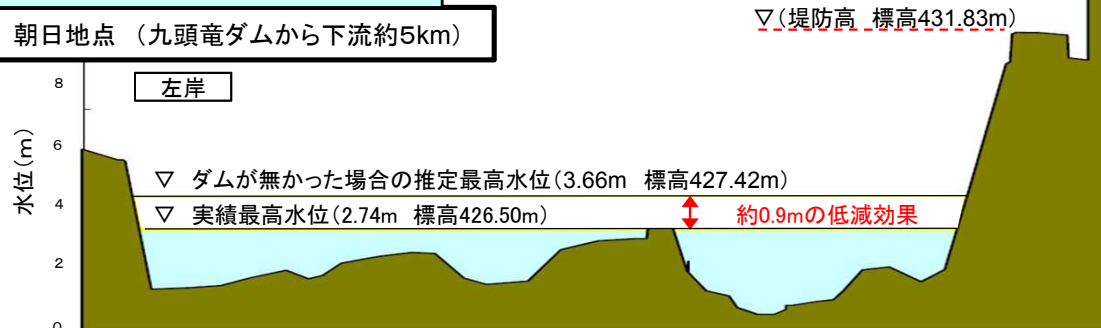 朝日地点 （九頭竜ダムから下流約5km）
▽(堤防高 標高431.83m)
左岸
水位(m)
8
6
4
2
0
▽ ダムが無かった場合の推定最高水位(3.66m 標高427.42m)
▽ 実績最高水位(2.74m 標高426.50m)
約0.9mの低減効果